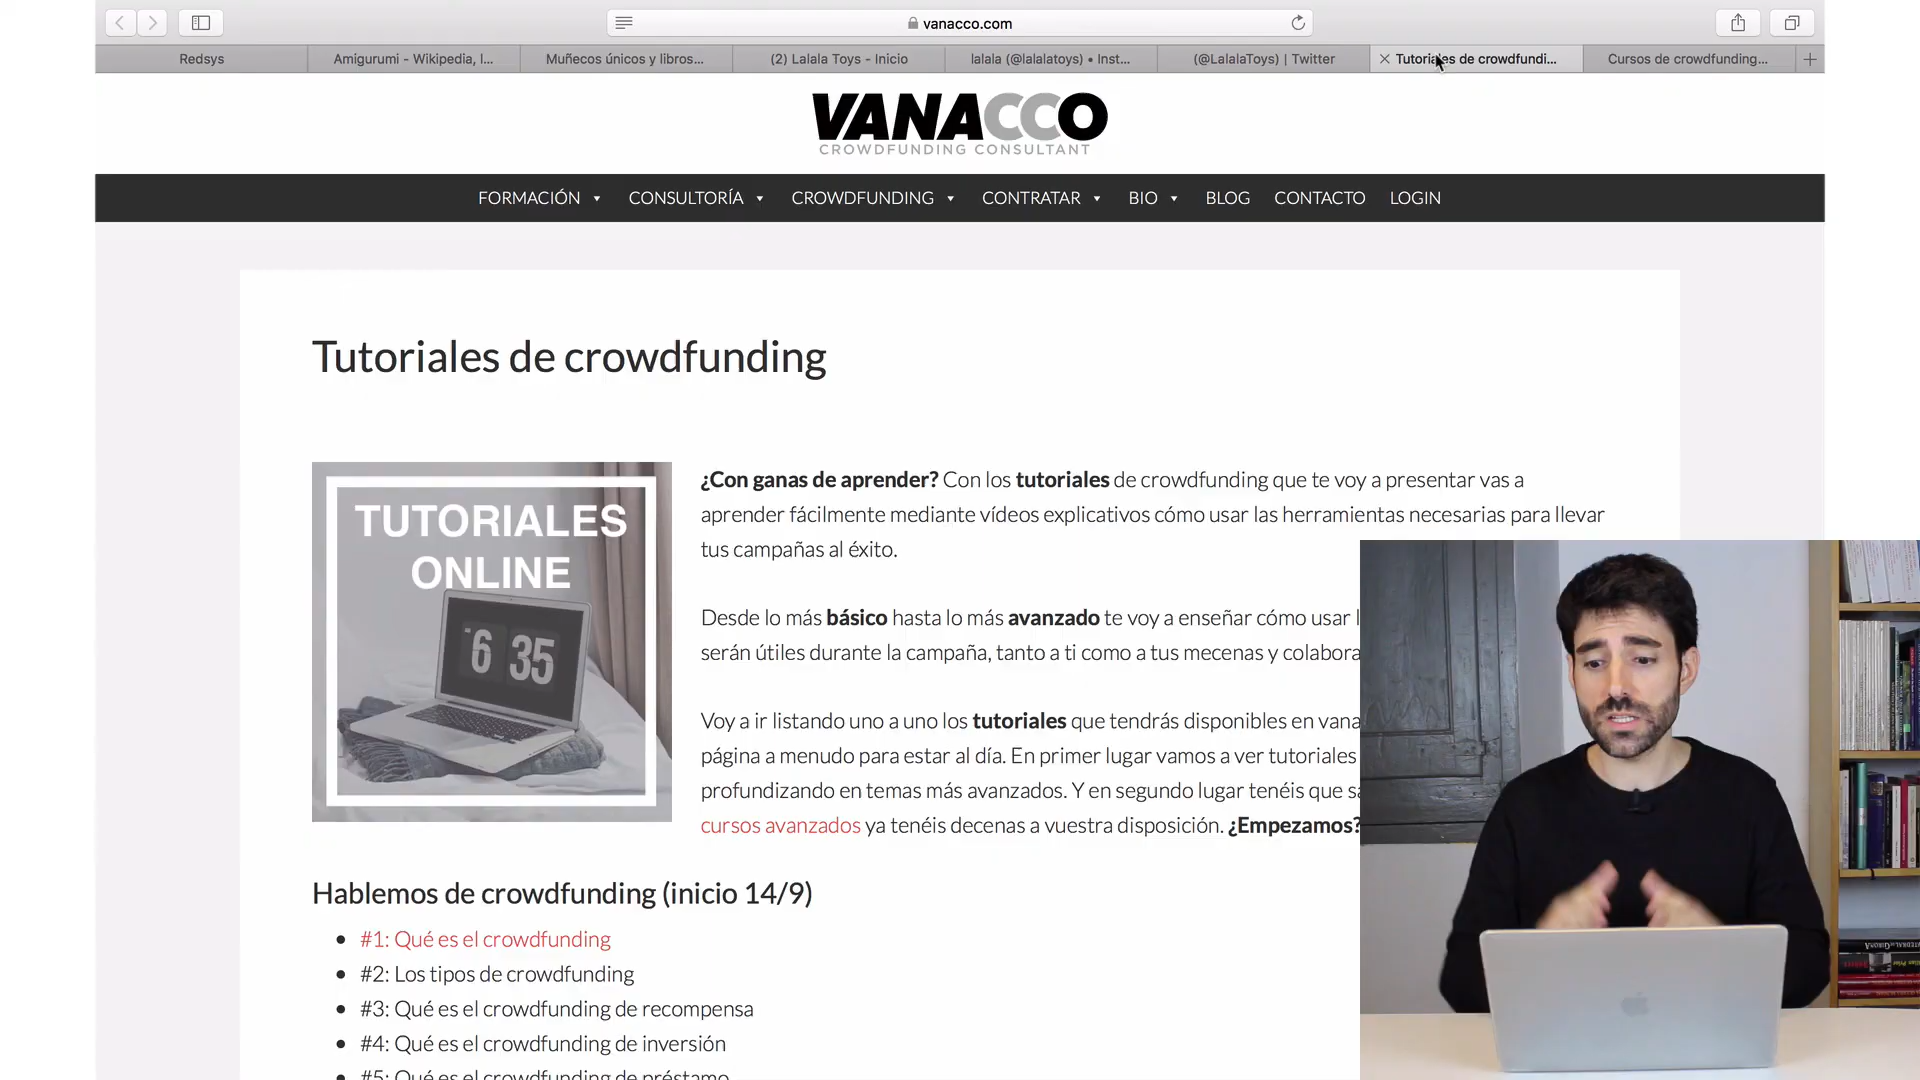 vanacco.com
Redsys
Amigurumi - Wikipedia, l...
Muñecos únicos y libros...
(2) Lalala Toys - Inicio
lalala (@lalalatoys) • Inst...
(@LalalaToys) | Twitter
Tutoriales de crowdfundi...
Cursos de crowdfunding...
VANACCO
CROWDFUNDING CONSULTANT
FORMACIÓN
CONSULTORÍA
CROWDFUNDING
CONTRATAR
BIO
BLOG
CONTACTO
LOGIN
Tutoriales de crowdfunding
TUTORIALES
ONLINE
6 35
¿Con ganas de aprender? Con los tutoriales de crowdfunding que te voy a presentar vas a
aprender fácilmente mediante vídeos explicativos cómo usar las herramientas necesarias para llevar
tus campañas al éxito.
Desde lo más básico hasta lo más avanzado te voy a enseñar cómo usar
serán útiles durante la campaña, tanto a ti como a tus mecenas y colabora
Voy a ir listando uno a uno los tutoriales que tendrás disponibles en vana
página a menudo para estar al día. En primer lugar vamos a ver tutoriales
profundizando en temas más avanzados. Y en segundo lugar tenéis que sa
cursos avanzados ya tenéis decenas a vuestra disposición. ¿Empezamos?
Hablemos de crowdfunding (inicio 14/9)
#1: Qué es el crowdfunding
#2: Los tipos de crowdfunding
#3: Qué es el crowdfunding de recompensa
#4: Qué es el crowdfunding de inversión
#5: Qué es el crowdfunding de préstamo